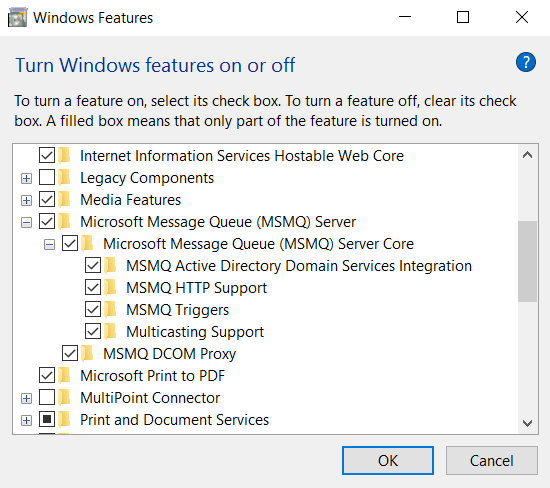 Windows Features
Turn Windows features on or off
?
To turn a feature on, select its check box. To turn a feature off, clear its check
box. A filled box means that only part of the feature is turned on.
Internet Information Services Hostable Web Core
Legacy Components
Media Features
Microsoft Message Queue (MSMQ) Server
Microsoft Message Queue (MSMQ) Server Core
MSMQ Active Directory Domain Services Integration
MSMQ HTTP Support
MSMQ Triggers
Multicasting Support
MSMQ DCOM Proxy
Microsoft Print to PDF
MultiPoint Connector
Print and Document Services
OK
Cancel